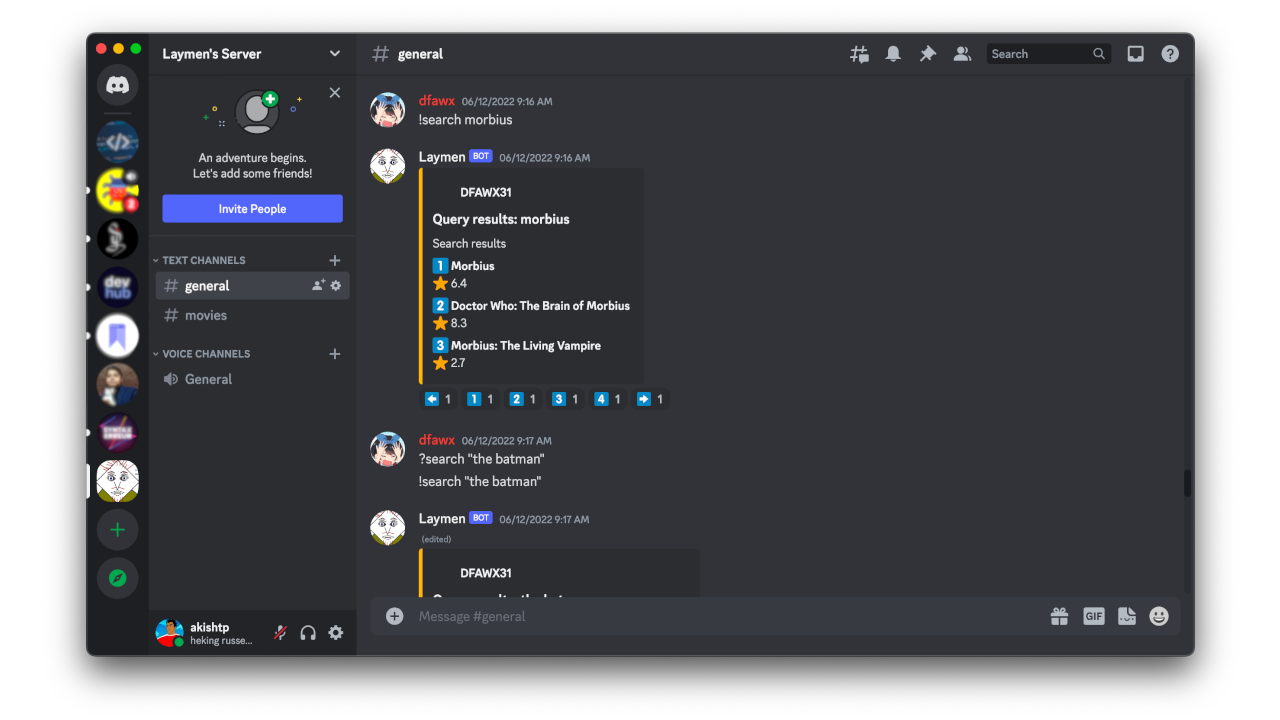 Laymen's Server
general
Search
An adventure begins.
Let's add some friends!
Invite People
TEXT CHANNELS
general
movies
VOICE CHANNELS
General
akishtp
heking russe...
dev
hub
2
dfawx 06/12/2022 9:16 AM
!search morbius
Laymen BOT 06/12/2022 9:16 AM
DFAWX31
Query results: morbius
Search results
1 Morbius
6.4
2 Doctor Who: The Brain of Morbius
8.3
3 Morbius: The Living Vampire
2.7
1 1 1 2 1 3 1 4 1 1
dfawx 06/12/2022 9:17 AM
?search "the batman"
!search "the batman"
Laymen BOT 06/12/2022 9:17 AM
(edited)
DFAWX31
Message #general
GIF